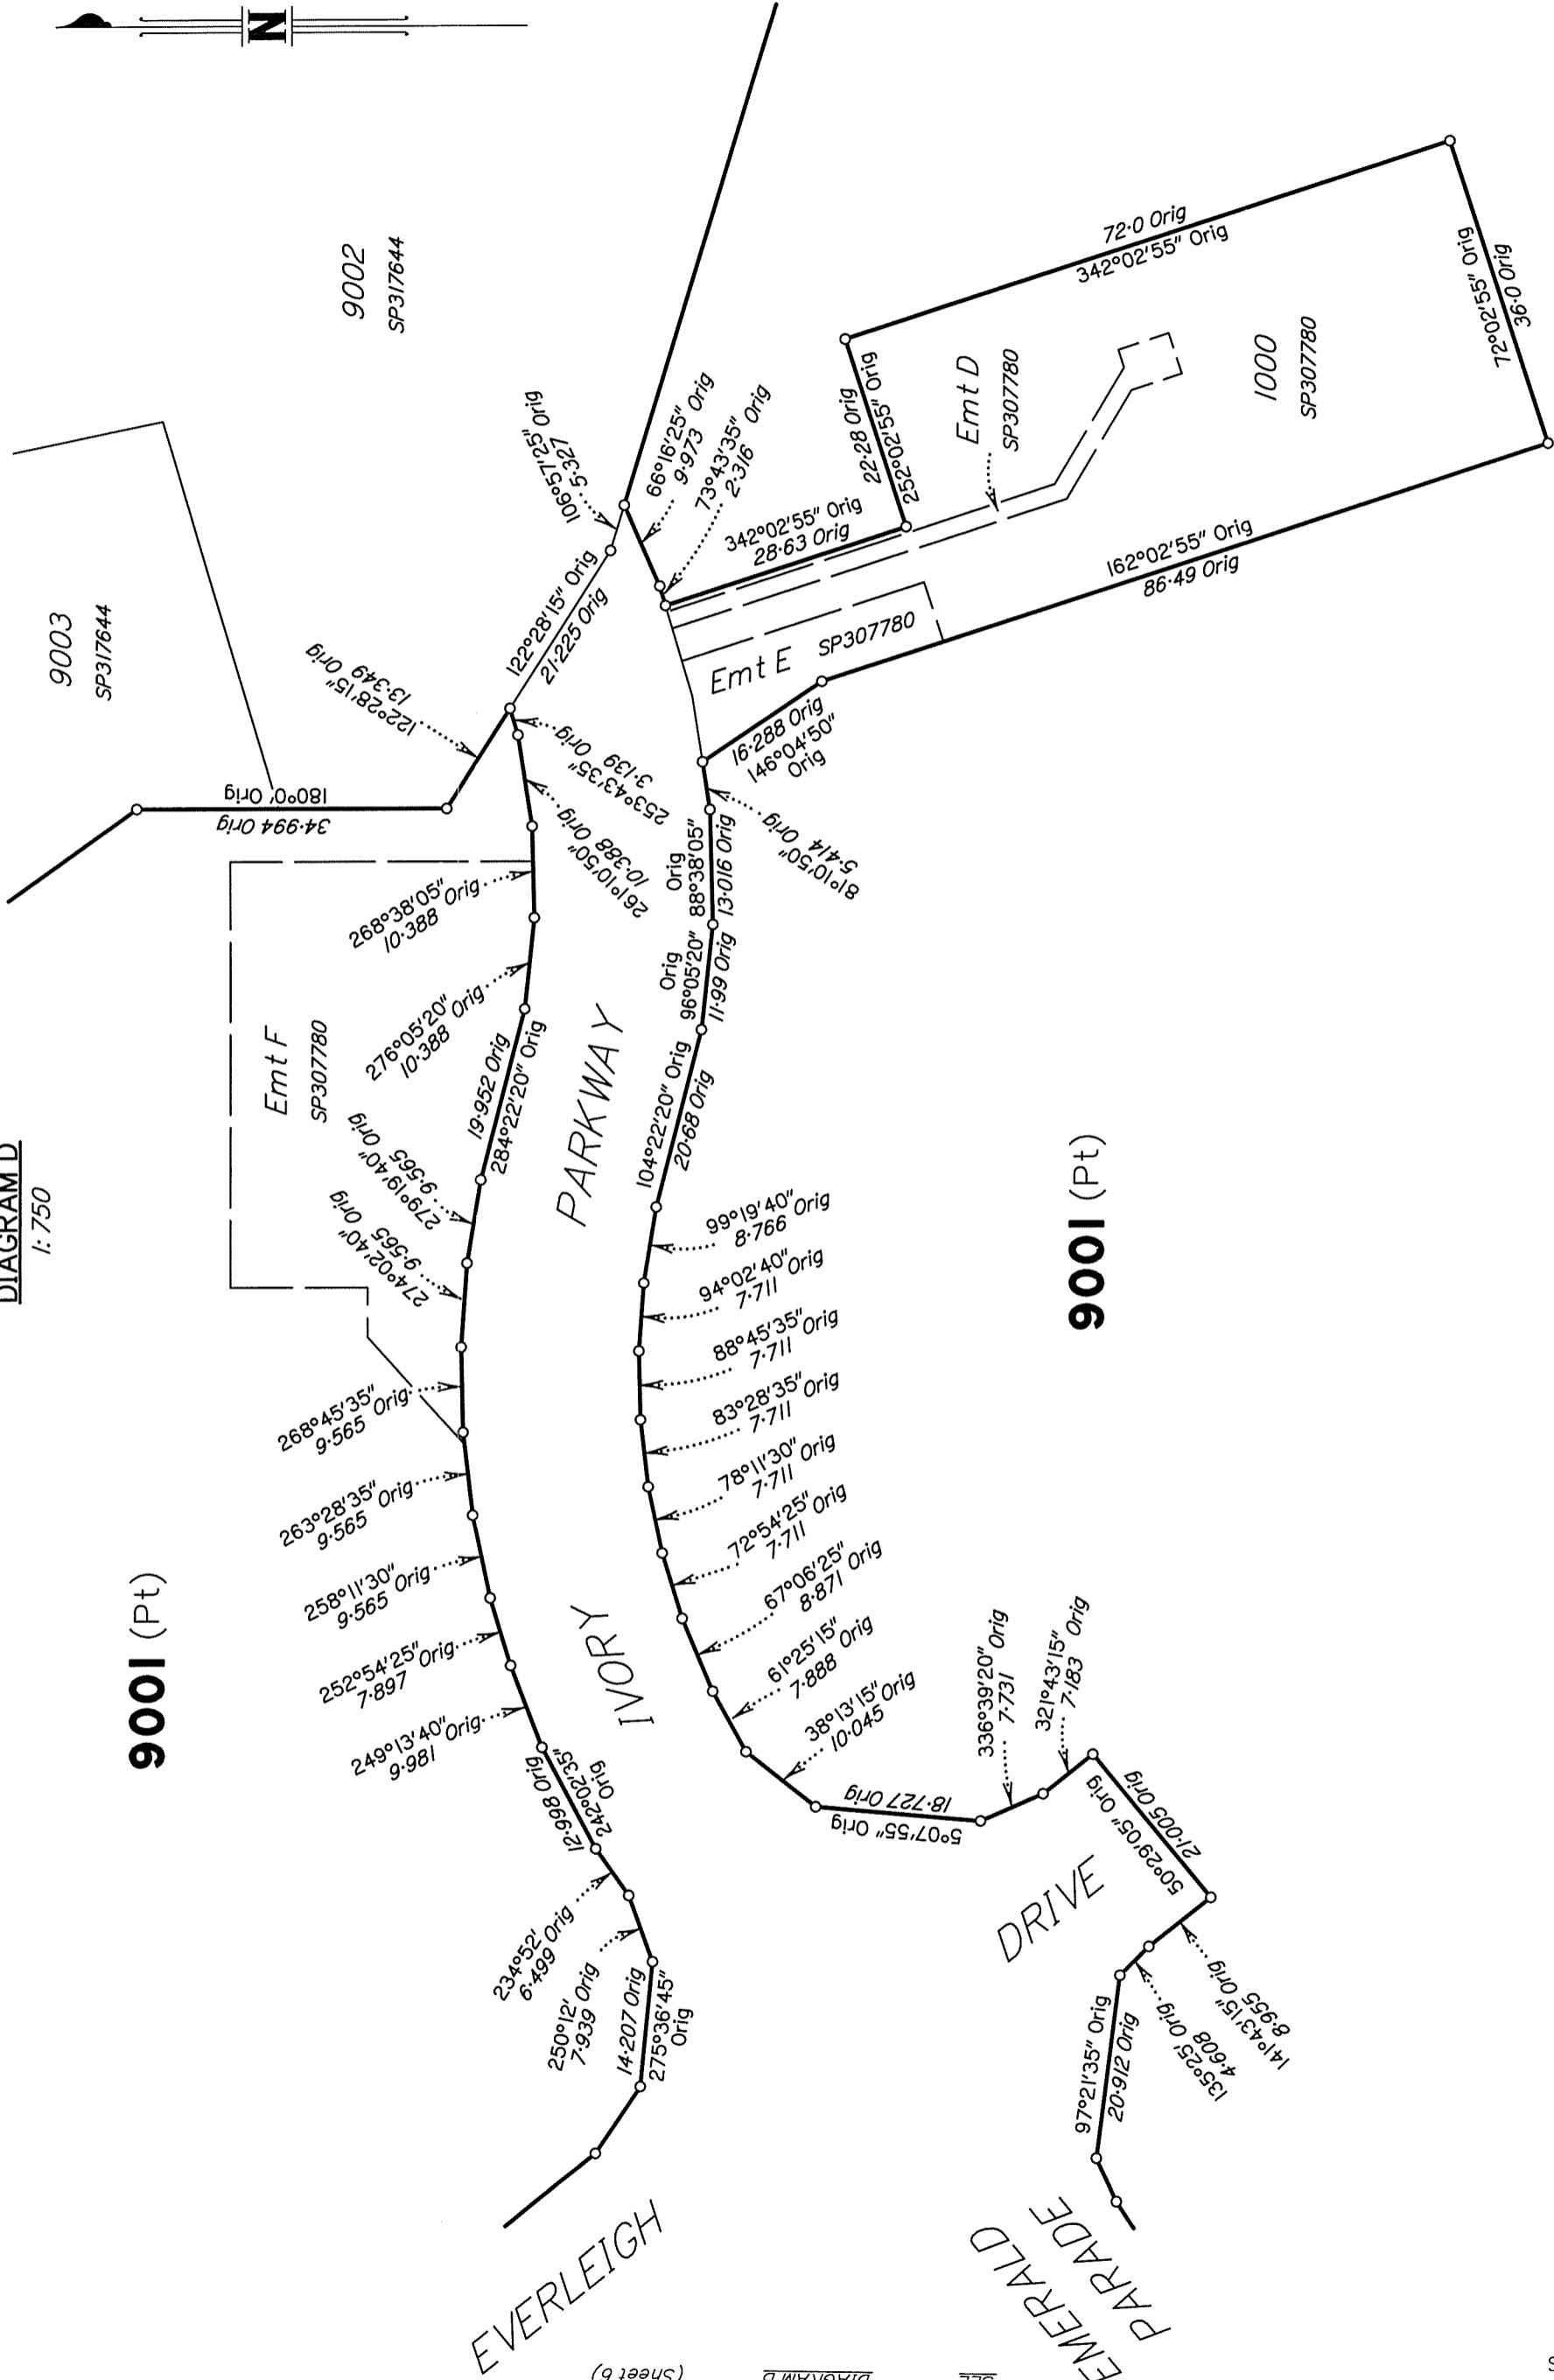 N
DIAGRAM D
1:750
9003
SP317644
9002
SP317644
9001 (Pt)
Emt F
SP307780
34·994 Orig
180°0' Orig
122°28'15"
13·349 Orig
122°28'15" Orig
21·225 Orig
106°57'25" Orig
5·327
66°16'25" Orig
9·973
73°43'35" Orig
2·316
342°02'55" Orig
28·63 Orig
22·28 Orig
252°02'55" Orig
72·0 Orig
342°02'55" Orig
72°02'55" Orig
36·0 Orig
162°02'55" Orig
86·49 Orig
Emt D
SP307780
1000
SP307780
Emt E
SP307780
16·288 Orig
146°04'50"
Orig
81°10'50" Orig
5·414
Orig
88°38'05"
13·016 Orig
Orig
96°05'20"
11·99 Orig
104°22'20" Orig
20·68 Orig
99°19'40" Orig
8·766
94°02'40" Orig
7·711
88°45'35" Orig
7·711
83°28'35" Orig
7·711
78°11'30" Orig
7·711
72°54'25" Orig
7·711
67°06'25" Orig
8·871
61°25'15" Orig
7·888
38°13'15" Orig
10·045
18·727 Orig
5°07'55" Orig
336°39'20" Orig
7·731
321°43'15" Orig
7·183
50°29'05" Orig
21·005 Orig
141°43'15" Orig
8·955
135°25' Orig
4·608
97°21'35" Orig
20·912 Orig
253°43'35" Orig
3·139
261°10'50" Orig
10·388
268°38'05"
10·388 Orig
276°05'20"
10·388 Orig
19·952 Orig
284°22'20" Orig
279°19'40" Orig
9·565
274°02'40" Orig
9·565
268°45'35"
9·565 Orig
263°28'35"
9·565 Orig
258°11'30"
9·565 Orig
252°54'25"
7·897 Orig
249°13'40"
9·981 Orig
12·998 Orig
242°02'35"
Orig
234°52'
6·499 Orig
250°12' Orig
7·939
14·207 Orig
275°36'45"
Orig
IVORY PARKWAY
9001 (Pt)
EVERLEIGH DRIVE
EMERALD
PARADE
SEE
DIAGRAM B
(Sheet 6)